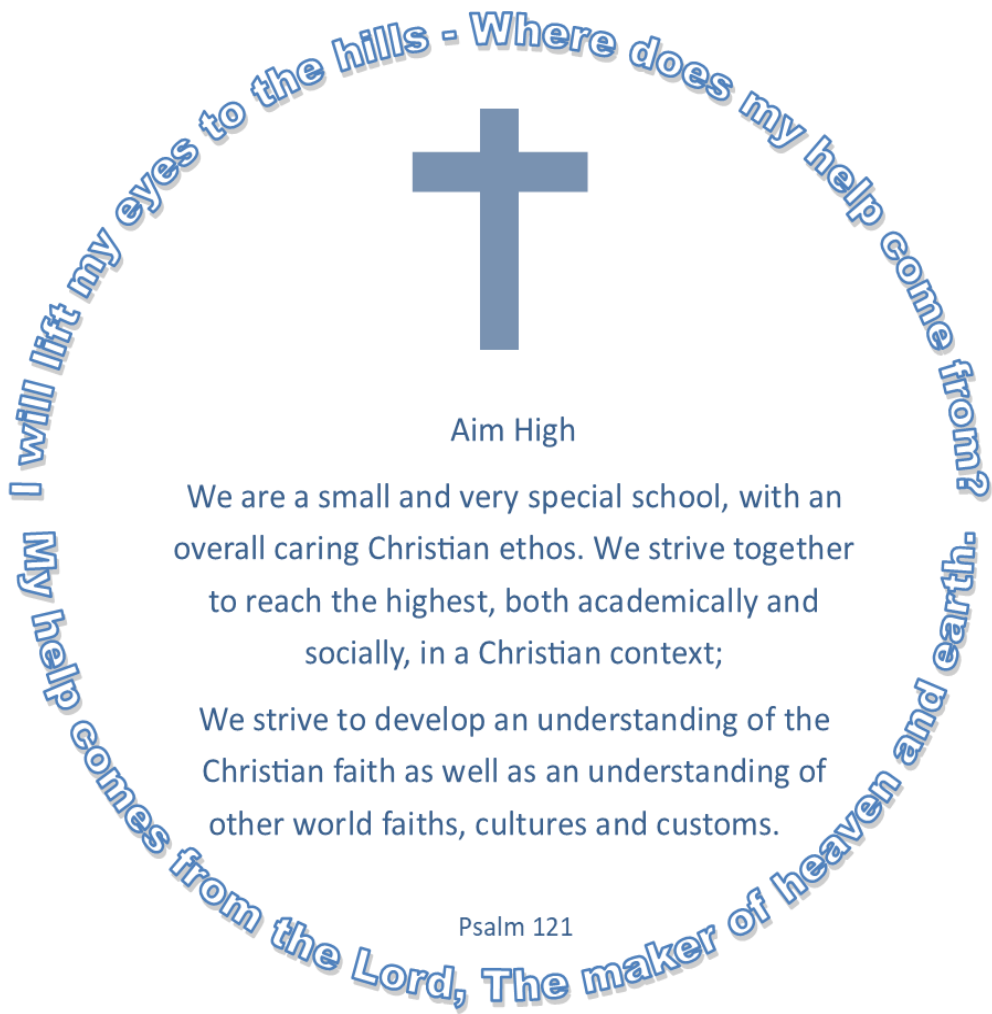 I will lift my eyes to the hills - Where does my help come from?
Aim High
We are a small and very special school, with an
overall caring Christian ethos. We strive together
to reach the highest, both academically and
socially, in a Christian context;
We strive to develop an understanding of the
Christian faith as well as an understanding of
other world faiths, cultures and customs.
Psalm 121
My help comes from the Lord, The maker of heaven and earth.